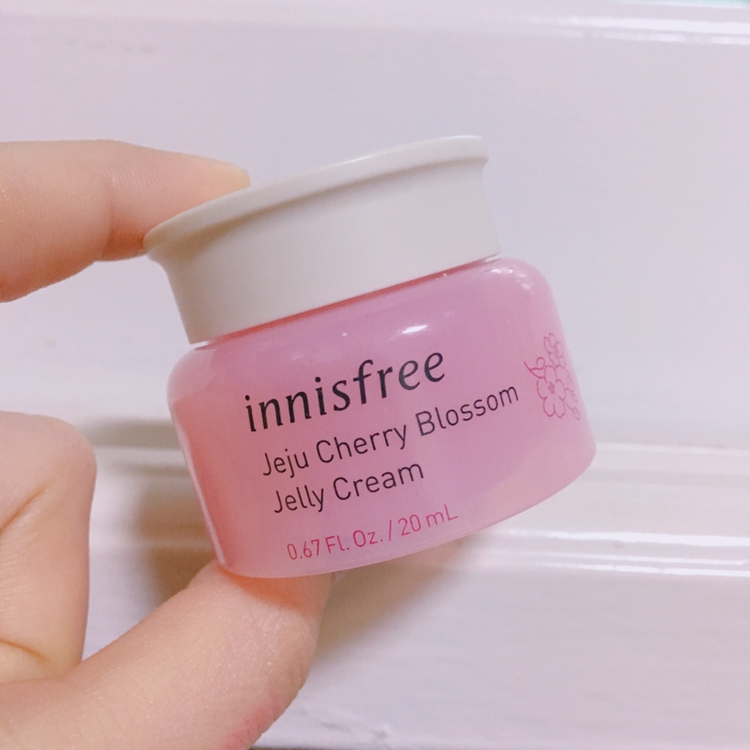 innisfree
Jeju Cherry Blossom
Jelly Cream
0.67 Fl. Oz. / 20 mL